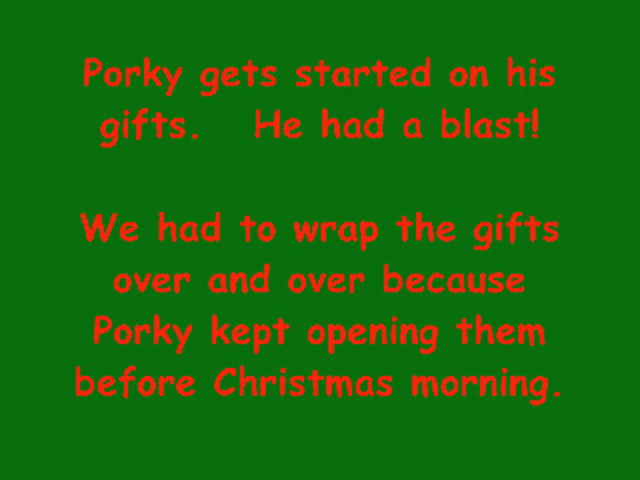 Porky gets started on his
gifts.   He had a blast!
We had to wrap the gifts
over and over because
Porky kept opening them
before Christmas morning.